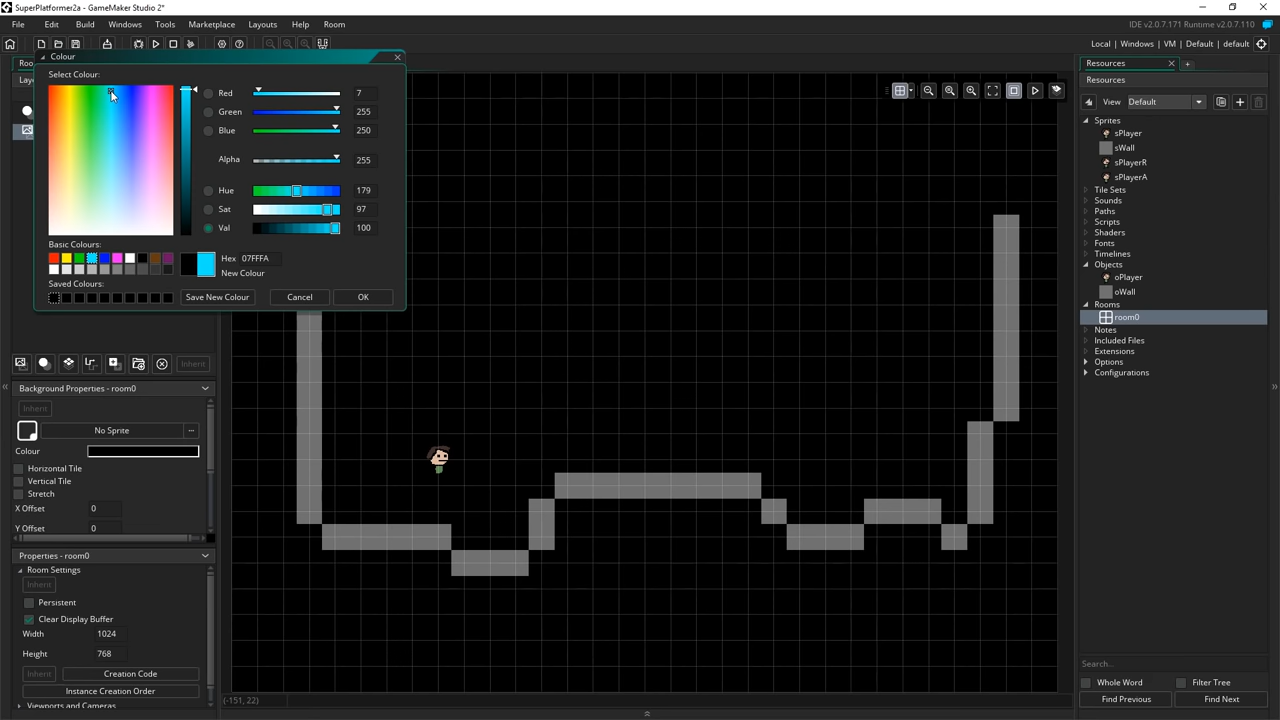 SuperPlatformer2a - GameMaker Studio 2*
File Edit Build Windows Tools Marketplace Help Layouts Room
IDE v2.0.7.171 Runtime v2.0.7.110
Local | Windows | VM | Default | default
Colour
Select Colour:
Red 7
Green 255
Blue 250
Alpha 255
Hue 179
Sat 97
Val 100
Basic Colours:
Hex 07FFFA
New Colour
Saved Colours:
Save New Colour Cancel OK
Inherit
Background Properties - room0
Inherit
No Sprite ...
Colour
Horizontal Tile
Vertical Tile
Stretch
X Offset 0
Y Offset 0
Properties - room0
Room Settings
Inherit
Persistent
Clear Display Buffer
Width 1024
Height 768
Inherit Creation Code
Instance Creation Order
Viewports and Cameras
(-151, 22)
Resources
Resources
View Default
Sprites
sPlayer
sWall
sPlayerR
sPlayerA
Tile Sets
Sounds
Paths
Scripts
Shaders
Fonts
Timelines
Objects
oPlayer
oWall
Rooms
room0
Notes
Included Files
Extensions
Options
Configurations
Search...
Whole Word Filter Tree
Find Previous Find Next